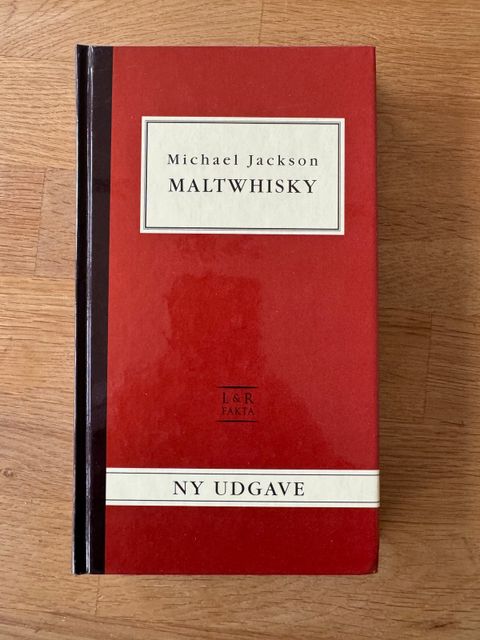 Michael Jackson
MALTWHISKY
L&R
FAKTA
NY UDGAVE